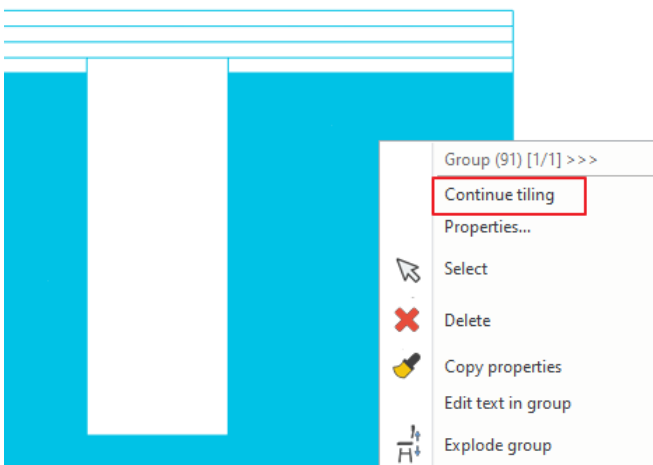 Group (91) [1/1] >>>
Continue tiling
Properties...
Select
Delete
Copy properties
Edit text in group
Explode group